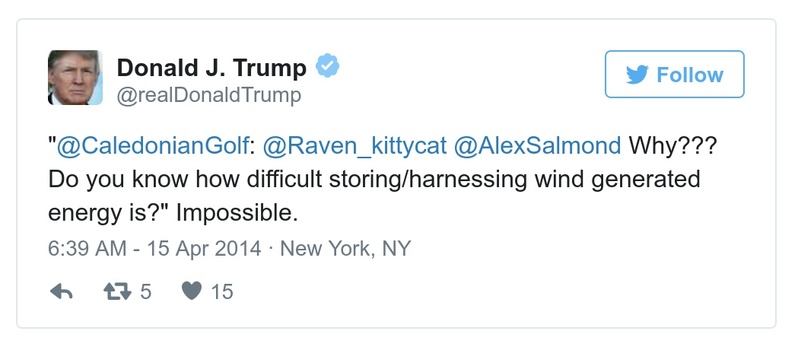 Donald J. Trump
@realDonaldTrump
Follow
"@CaledonianGolf: @Raven_kittycat @AlexSalmond Why???
Do you know how difficult storing/harnessing wind generated
energy is?" Impossible.
6:39 AM - 15 Apr 2014 · New York, NY
5 15